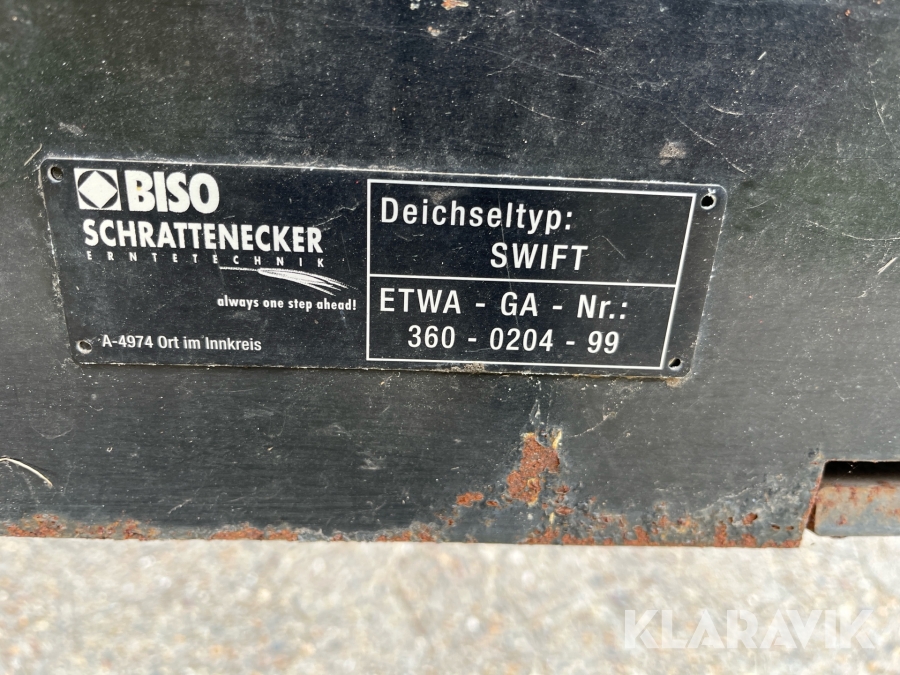 BISO
SCHRATTENECKER
ERNTETECHNIK
always one step ahead!
A-4974 Ort im Innkreis
Deichseltyp:
SWIFT
ETWA - GA - Nr.:
360 - 0204 - 99
KLARAVIK